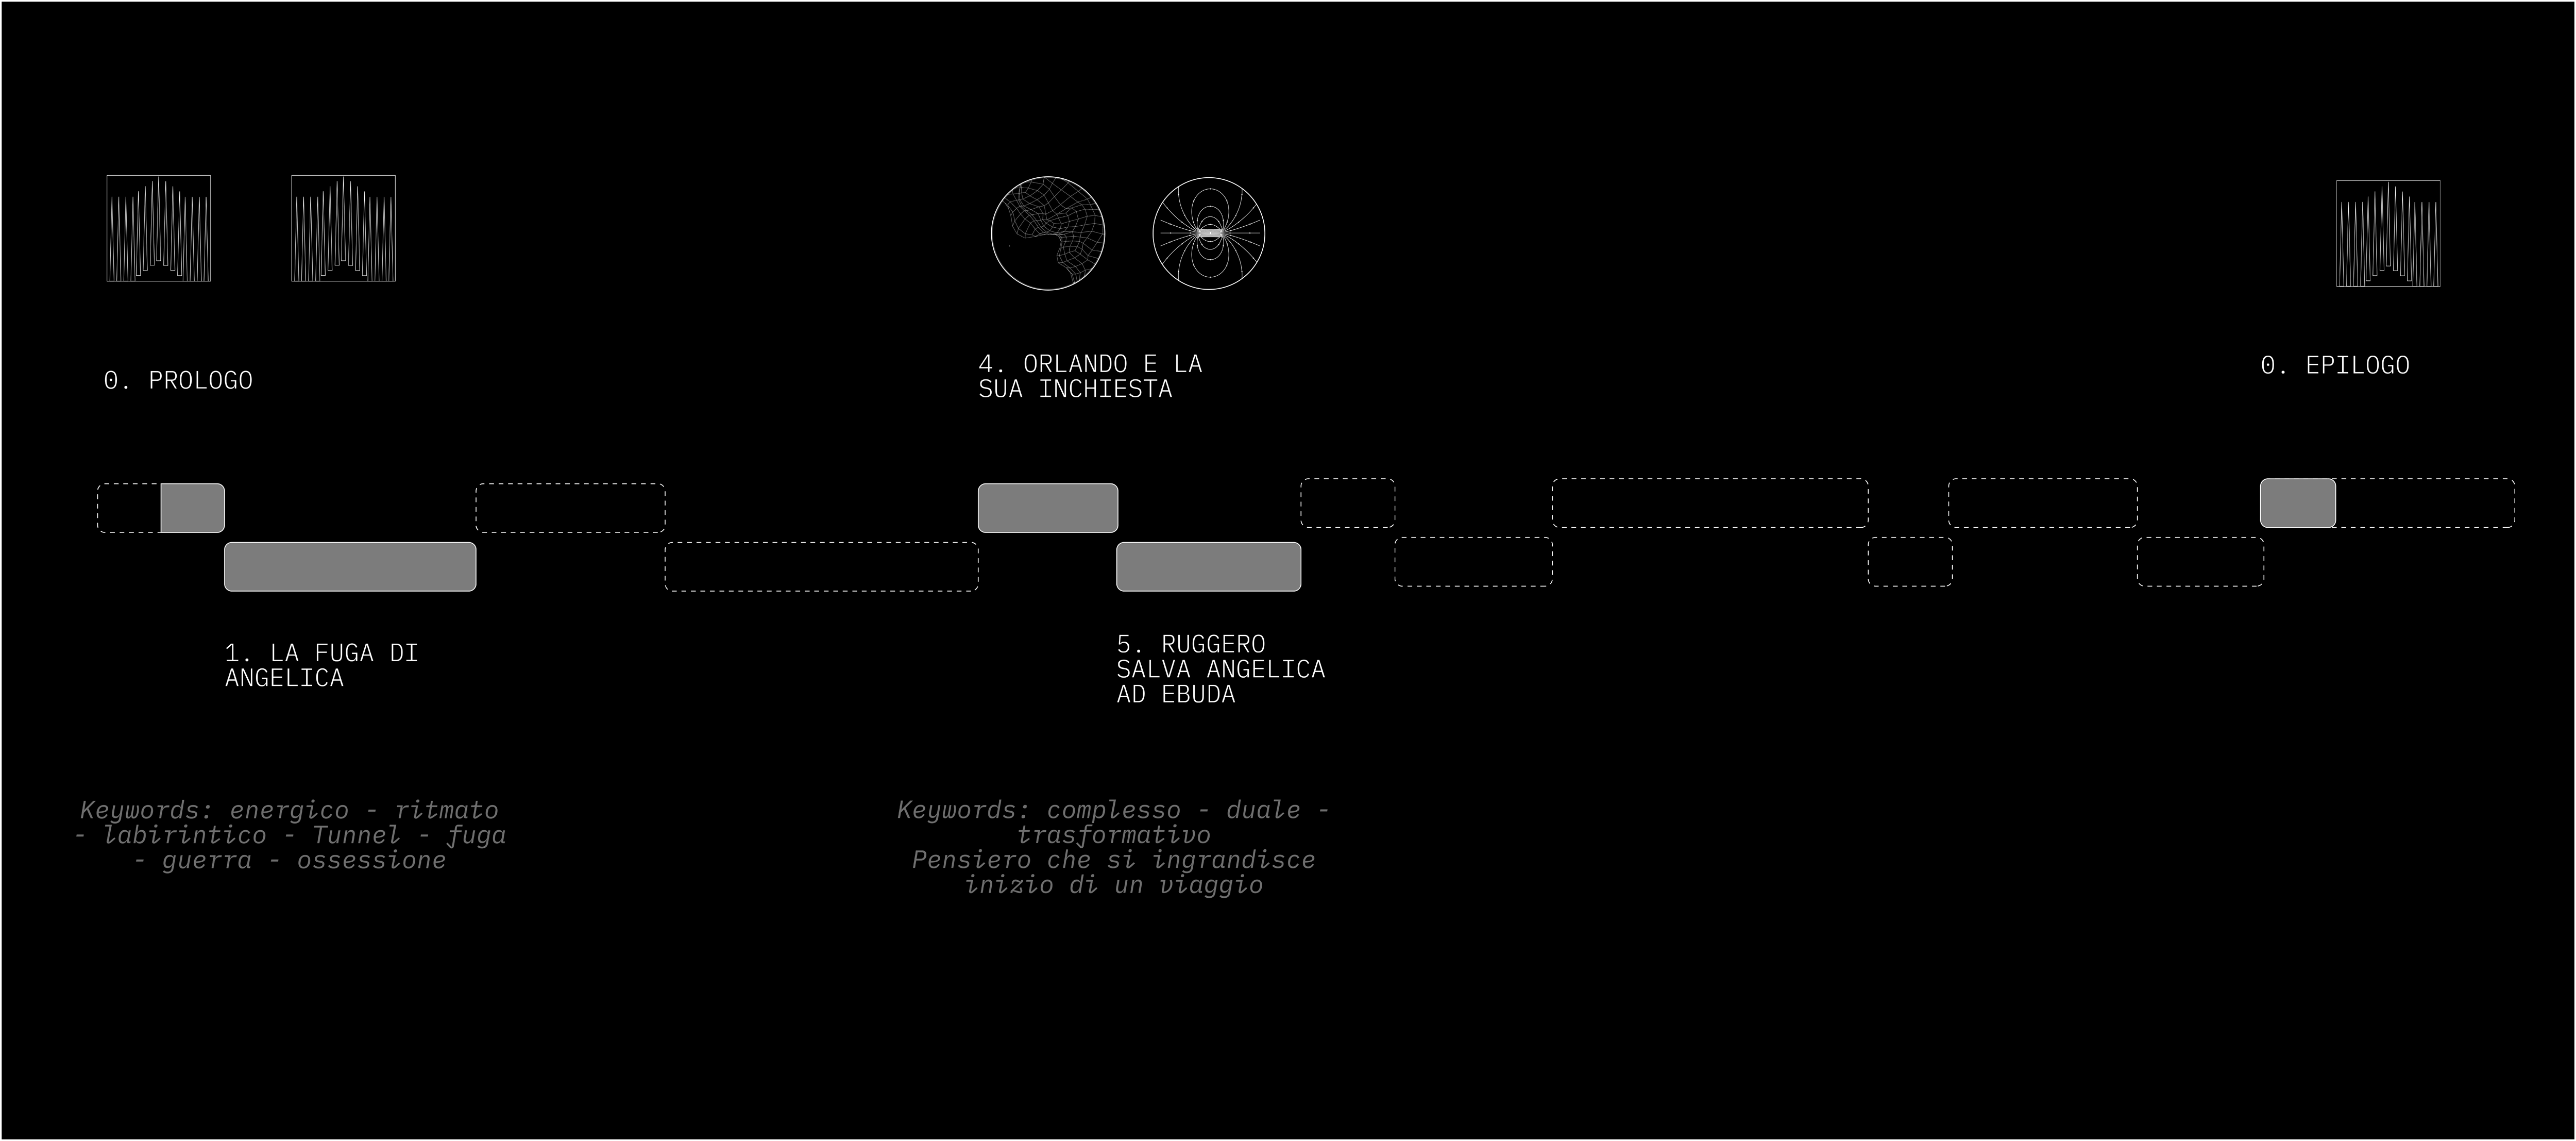 0. PROLOGO
4. ORLANDO E LA
SUA INCHIESTA
0. EPILOGO
1. LA FUGA DI
ANGELICA
5. RUGGERO
SALVA ANGELICA
AD EBUDA
Keywords: energico - ritmato
- labirintico - Tunnel - fuga
- guerra - ossessione
Keywords: complesso - duale -
trasformativo
Pensiero che si ingrandisce
inizio di un viaggio